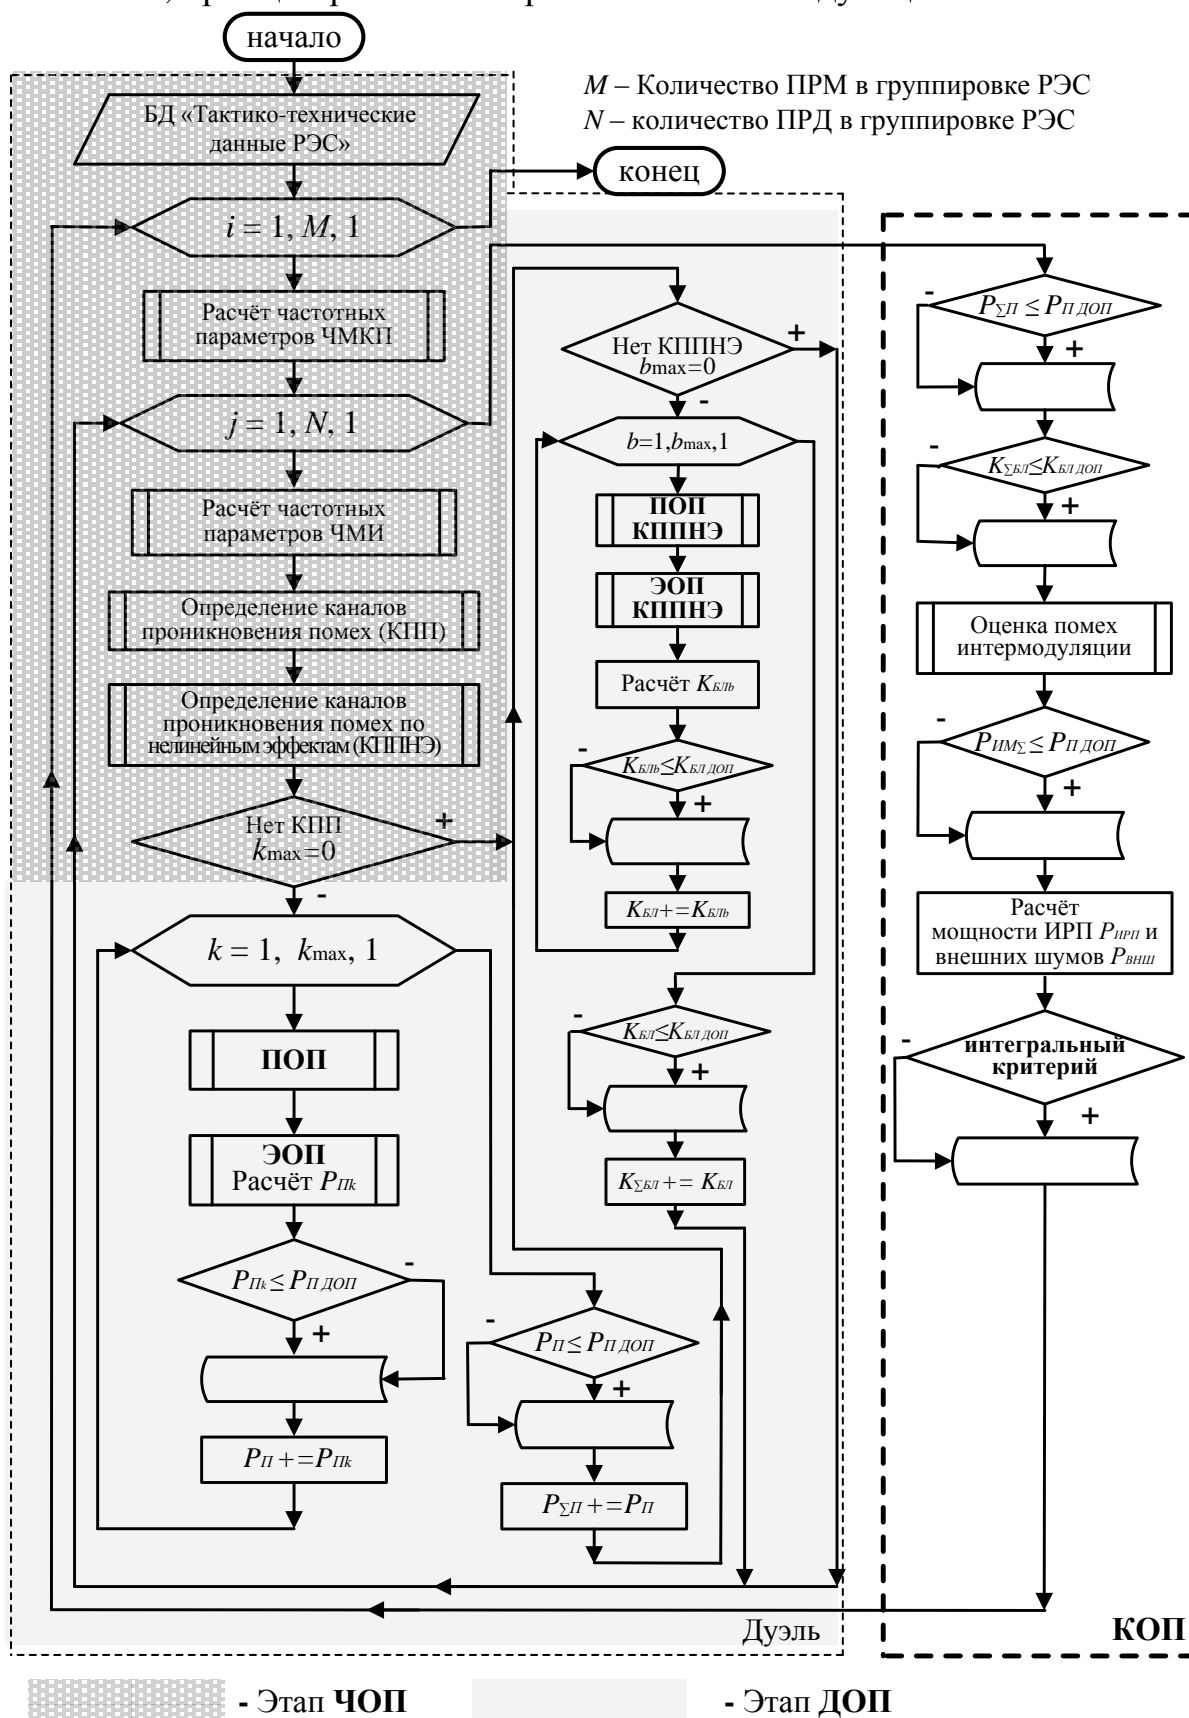 начало
M – Количество ПРМ в группировке РЭС
N – количество ПРД в группировке РЭС
БД «Тактико-технические
данные РЭС»
конец
i = 1, M, 1
Расчёт частотных
параметров ЧМКП
j = 1, N, 1
Расчёт частотных
параметров ЧМИ
Определение каналов
проникновения помех (КПП)
Определение каналов
проникновения помех по
нелинейным эффектам (КППНЭ)
Нет КПП
kmax=0
+
-
k = 1, kmax, 1
ПОП
ЭОП
Расчёт PПk
PПk ≤ PП ДОП
-
+
PП +=PПk
-
PП ≤ PП ДОП
+
P∑П +=PП
Нет КППНЭ
bmax=0
+
-
b=1,bmax,1
ПОП
КППНЭ
ЭОП
КППНЭ
Расчёт KБЛb
-
KБЛb≤KБЛ ДОП
+
KБЛ+=KБЛb
-
KБЛ≤KБЛ ДОП
+
K∑БЛ += KБЛ
-
P∑П ≤ PП ДОП
+
-
K∑БЛ≤KБЛ ДОП
+
Оценка помех
интермодуляции
-
PИМ∑ ≤ PП ДОП
+
Расчёт
мощности ИРП PИРП и
внешних шумов PВНШ
-
интегральный
критерий
+
Дуэль
КОП
- Этап ЧОП
- Этап ДОП